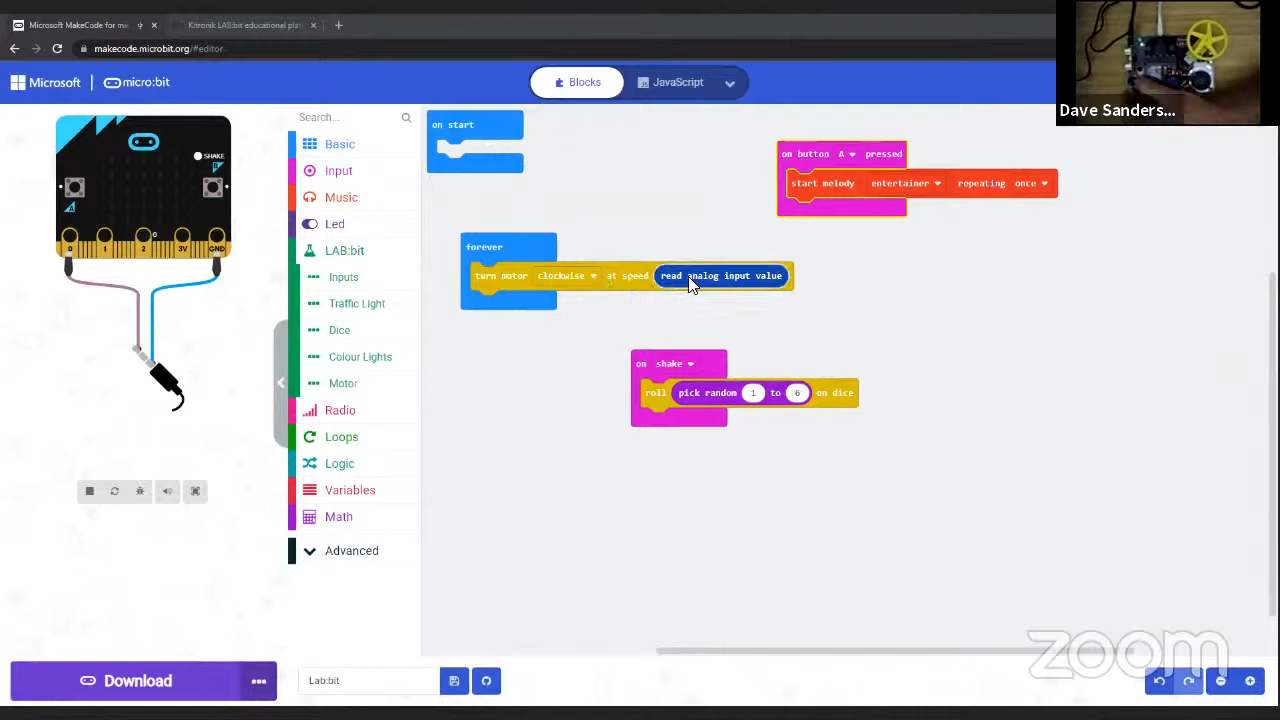 Microsoft MakeCode for mi
Kitronik LAB:bit educational plat
makecode.microbit.org/#editor
Microsoft
micro:bit
Blocks
JavaScript
Dave Sanders...
SHAKE
B
A
0
1
2
3V
GND
Search...
Basic
Input
Music
Led
LAB:bit
Inputs
Traffic Light
Dice
Colour Lights
Motor
Radio
Loops
Logic
Variables
Math
Advanced
on start
on button A pressed
start melody entertainer repeating once
forever
turn motor clockwise at speed read analog input value
on shake
roll pick random 1 to 6 on dice
Download
Lab:bit
zoom